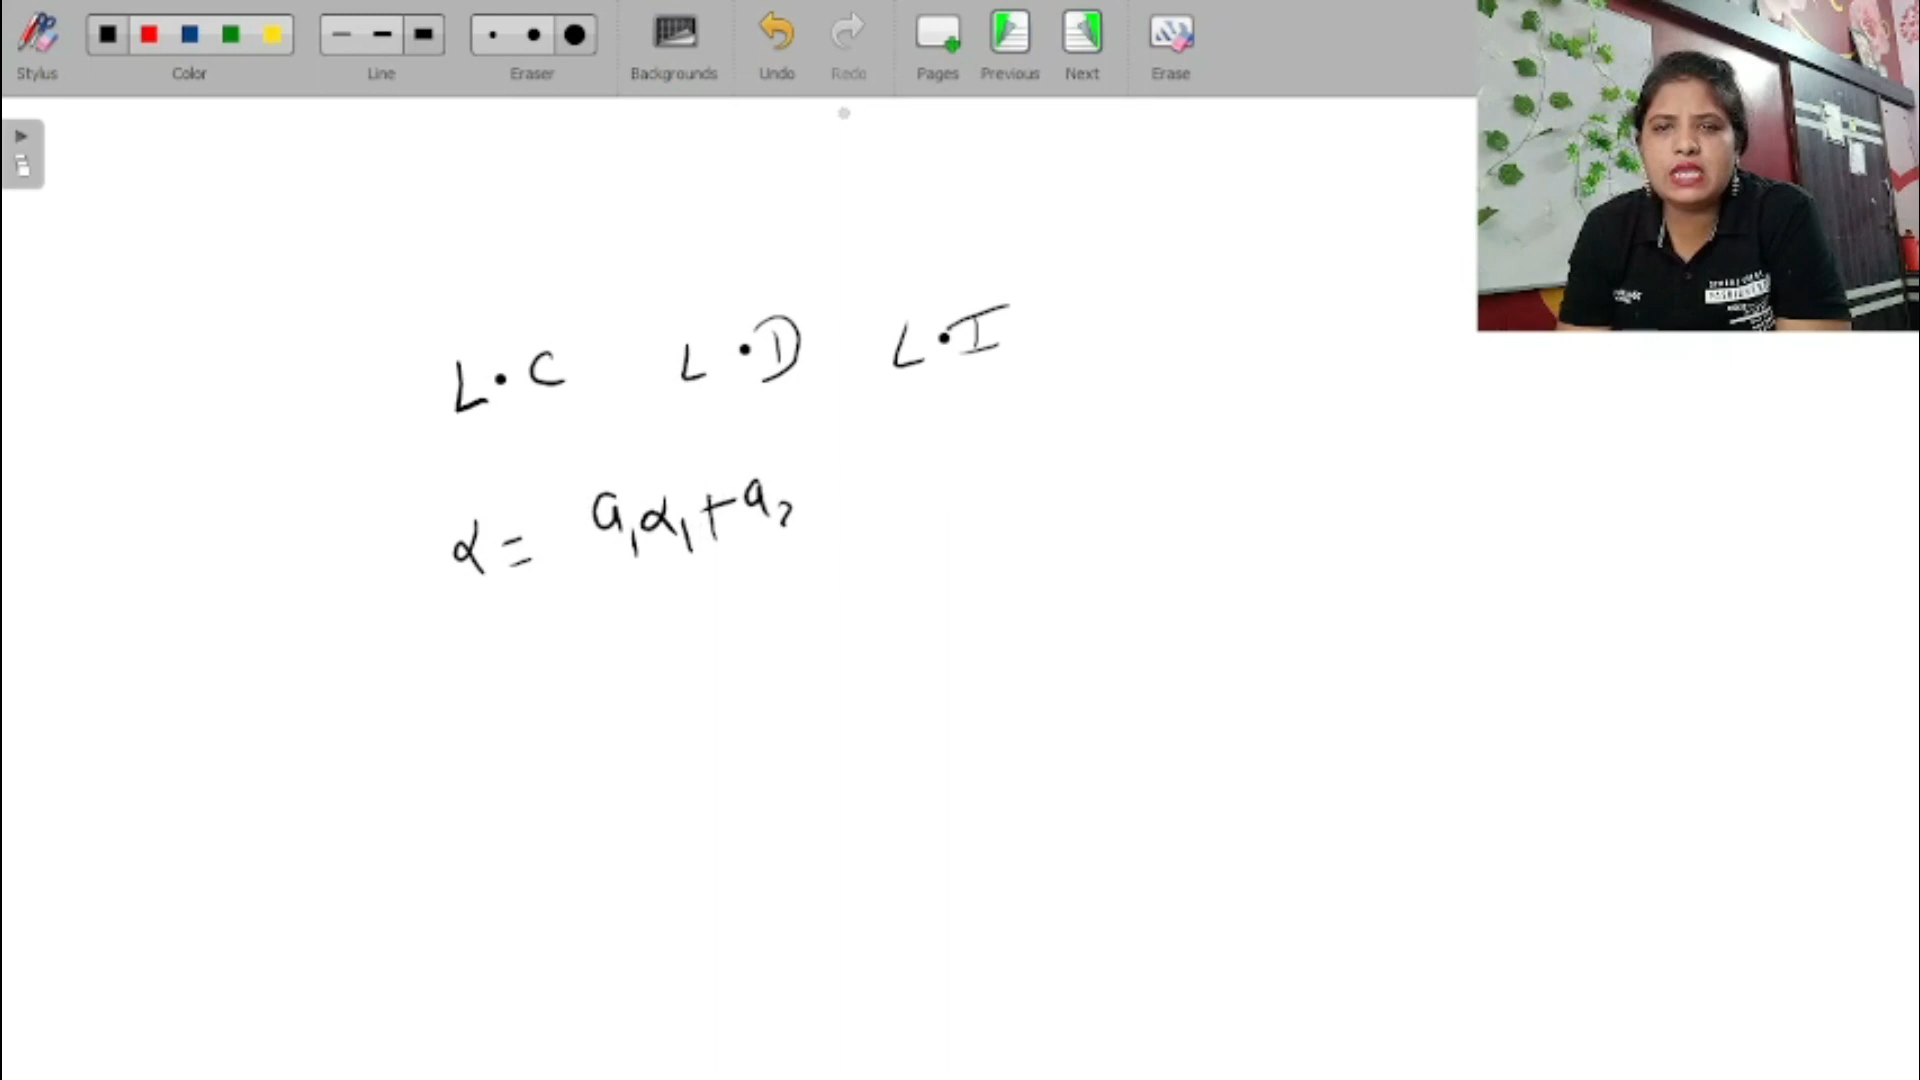 Stylus Color Line Eraser Backgrounds Undo Redo Pages Previous Next Erase
L·C L·D L·I
α = a₁α₁+a₂